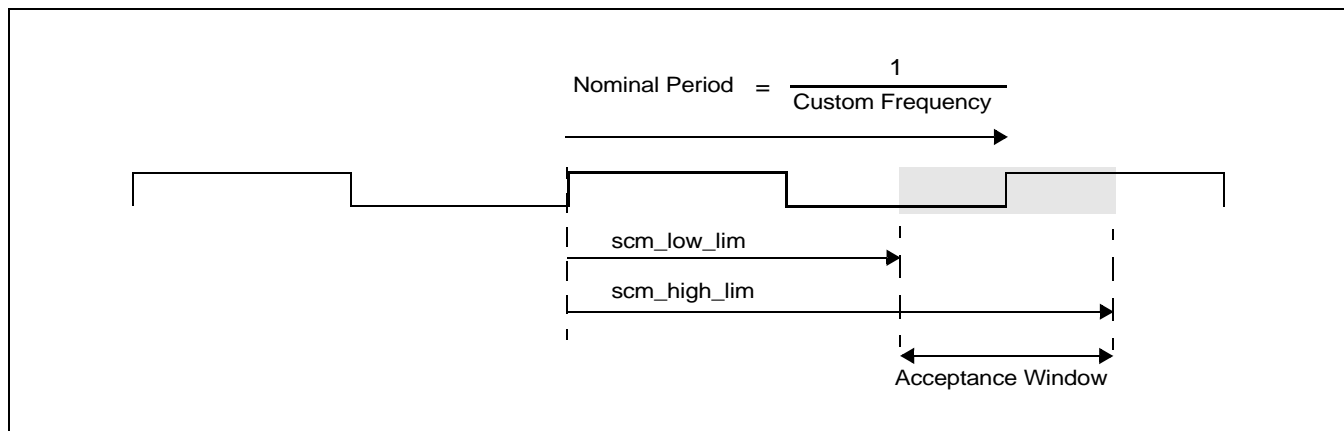 1
Nominal Period =
Custom Frequency
scm_low_lim
scm_high_lim
Acceptance Window